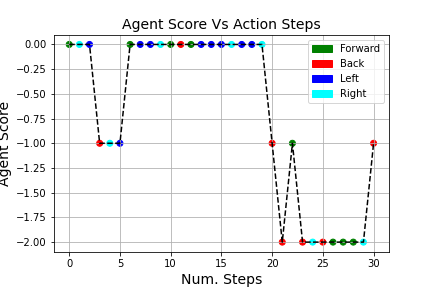 Agent Score Vs Action Steps
Agent Score
0.00
−0.25
−0.50
−0.75
−1.00
−1.25
−1.50
−1.75
−2.00
Forward
Back
Left
Right
0 5 10 15 20 25 30
Num. Steps